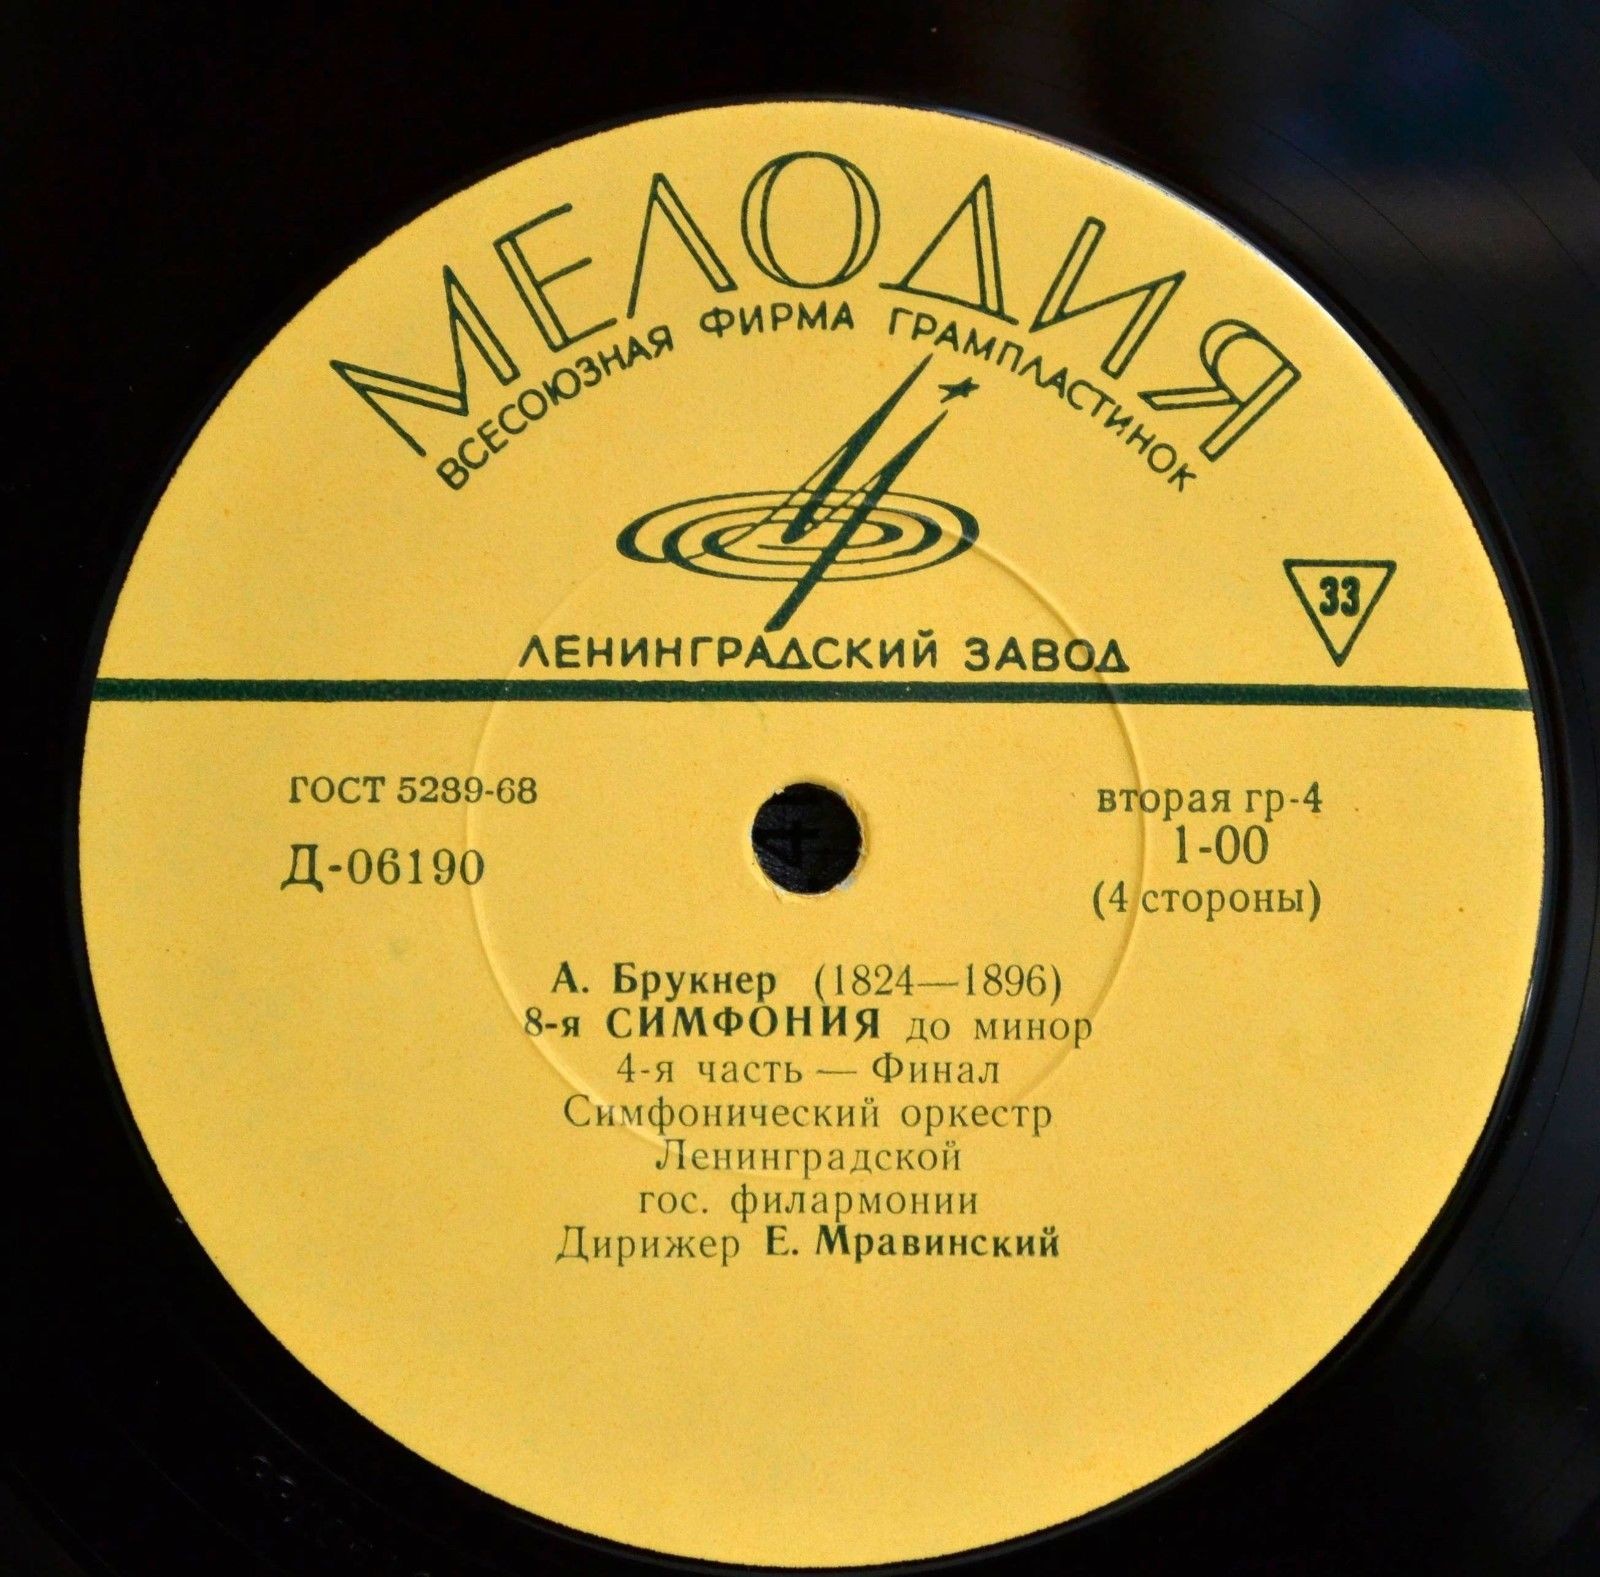 МЕЛОДИЯ
ВСЕСОЮЗНАЯ ФИРМА ГРАМПЛАСТИНОК
33
ЛЕНИНГРАДСКИЙ ЗАВОД
ГОСТ 5289-68
Д-06190
вторая гр-4
1-00
(4 стороны)
А. Брукнер (1824—1896)
8-я СИМФОНИЯ до минор
4-я часть — Финал
Симфонический оркестр
Ленинградской
гос. филармонии
Дирижер Е. Мравинский